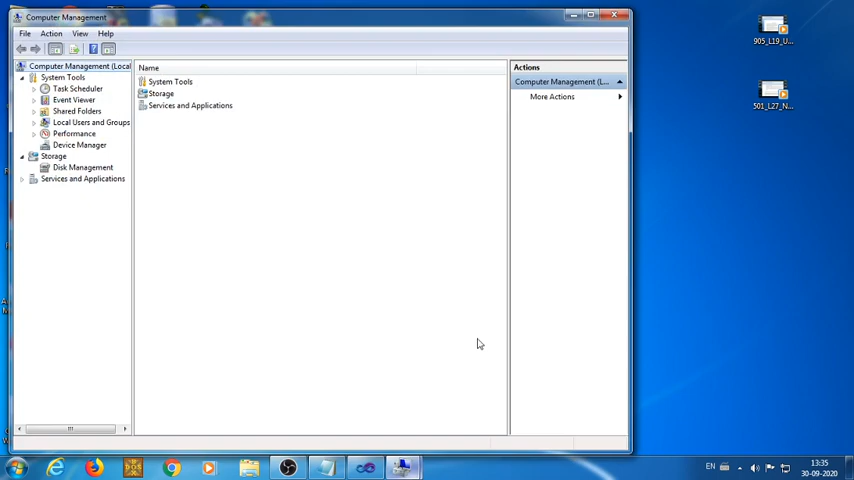 Computer Management
File Action View Help
Computer Management (Local
System Tools
Task Scheduler
Event Viewer
Shared Folders
Local Users and Groups
Performance
Device Manager
Storage
Disk Management
Services and Applications
Name
System Tools
Storage
Services and Applications
Actions
Computer Management (L...
More Actions
905_L19_U...
501_L27_N...
EN
13:35
30-09-2020